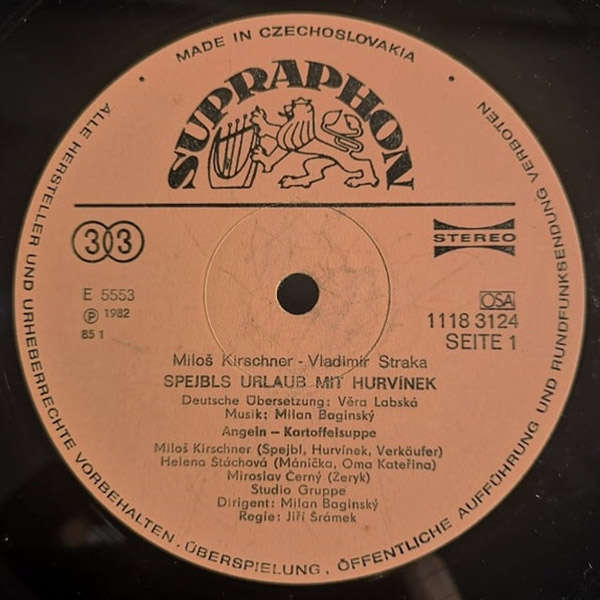 MADE IN CZECHOSLOVAKIA
SUPRAPHON
33
STEREO
E 5553
Ⓟ 1982
85 1
OSA
1118 3124
SEITE 1
Miloš Kirschner - Vladimír Straka
SPEJBLS URLAUB MIT HURVÍNEK
Deutsche Übersetzung: Věra Labská
Musik: Milan Baginský
Angeln – Kartoffelsuppe
Miloš Kirschner (Spejbl, Hurvínek, Verkäufer)
Helena Štáchová (Mánička, Oma Kateřina)
Miroslav Černý (Zeryk)
Studio Gruppe
Dirigent: Milan Baginský
Regie: Jiří Šrámek
ALLE HERSTELLER UND URHEBERRECHTE VORBEHALTEN. ÜBERSPIELUNG, ÖFFENTLICHE AUFFÜHRUNG UND RUNDFUNKSENDUNG VERBOTEN